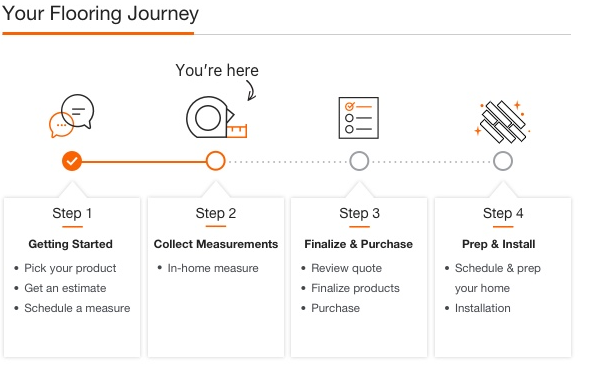 Your Flooring Journey
You're here
Step 1
Getting Started
• Pick your product
• Get an estimate
• Schedule a measure
Step 2
Collect Measurements
• In-home measure
Step 3
Finalize & Purchase
• Review quote
• Finalize products
• Purchase
Step 4
Prep & Install
• Schedule & prep
your home
• Installation